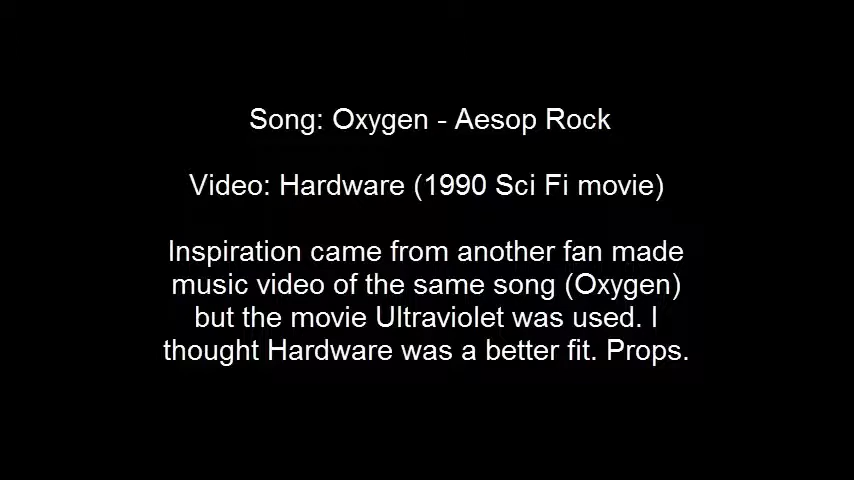 Song: Oxygen - Aesop Rock
Video: Hardware (1990 Sci Fi movie)
Inspiration came from another fan made
music video of the same song (Oxygen)
but the movie Ultraviolet was used. I
thought Hardware was a better fit. Props.